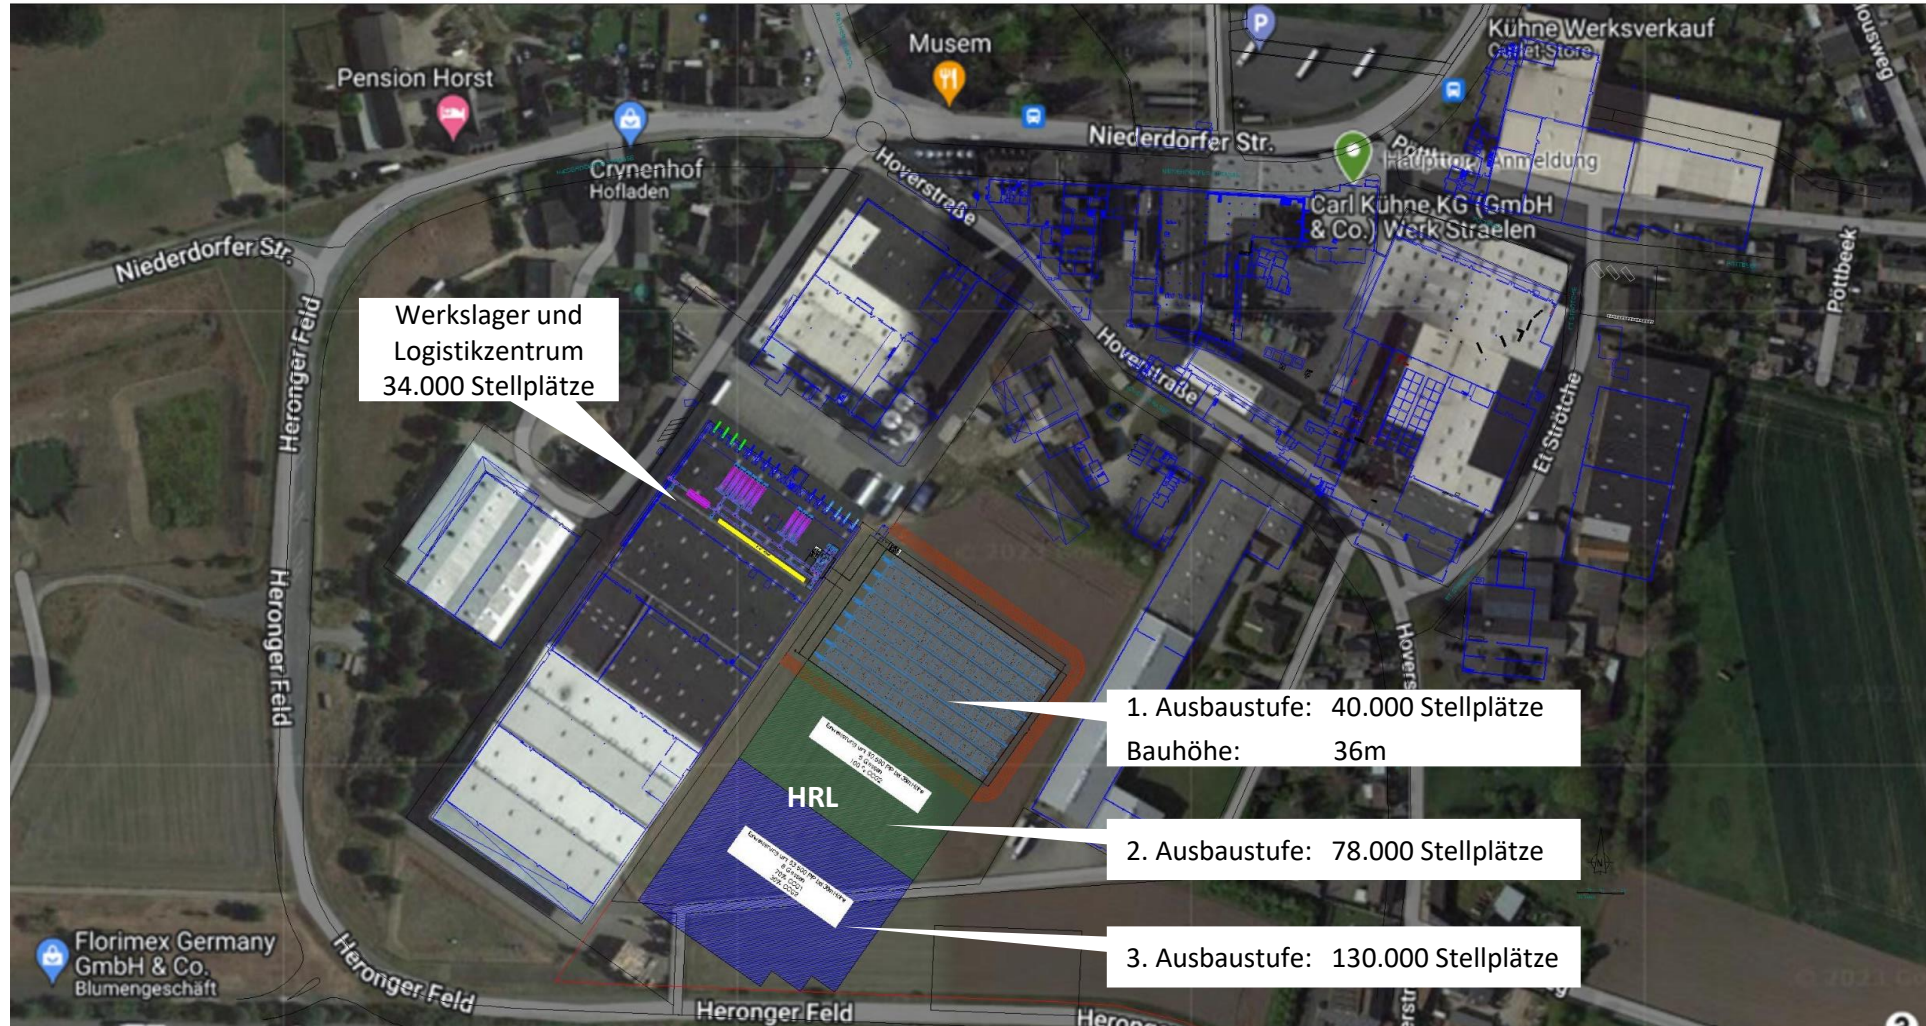 Musem
Kühne Werksverkauf
Outlet-Store
Pension Horst
Niederdorfer Str.
Crynenhof
Hofladen
Hoverstraße
Haupttor / Anmeldung
Carl Kühne KG (GmbH
& Co.) Werk Straelen
Niederdorfer Str.
Pöttbeek
Heronger Feld
Werkslager und
Logistikzentrum
34.000 Stellplätze
Hoverstraße
Et Strötche
Heronger Feld
1. Ausbaustufe: 40.000 Stellplätze
Bauhöhe: 36m
HRL
2. Ausbaustufe: 78.000 Stellplätze
3. Ausbaustufe: 130.000 Stellplätze
Florimex Germany
GmbH & Co.
Blumengeschäft
Heronger Feld
Heronger Feld